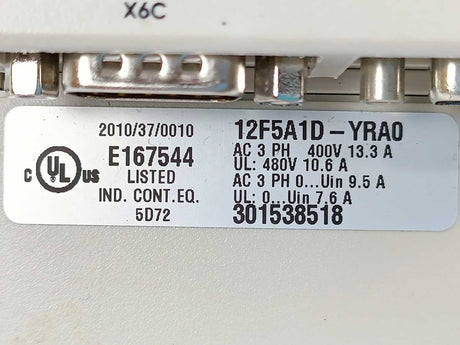 X6C
2010/37/0010
E167544
LISTED
IND. CONT.EQ.
5D72
C UL US
12F5A1D-YRA0
AC 3 PH 400V 13.3 A
UL: 480V 10.6 A
AC 3 PH 0...Uin 9.5 A
UL: 0...Uin 7.6 A
301538518